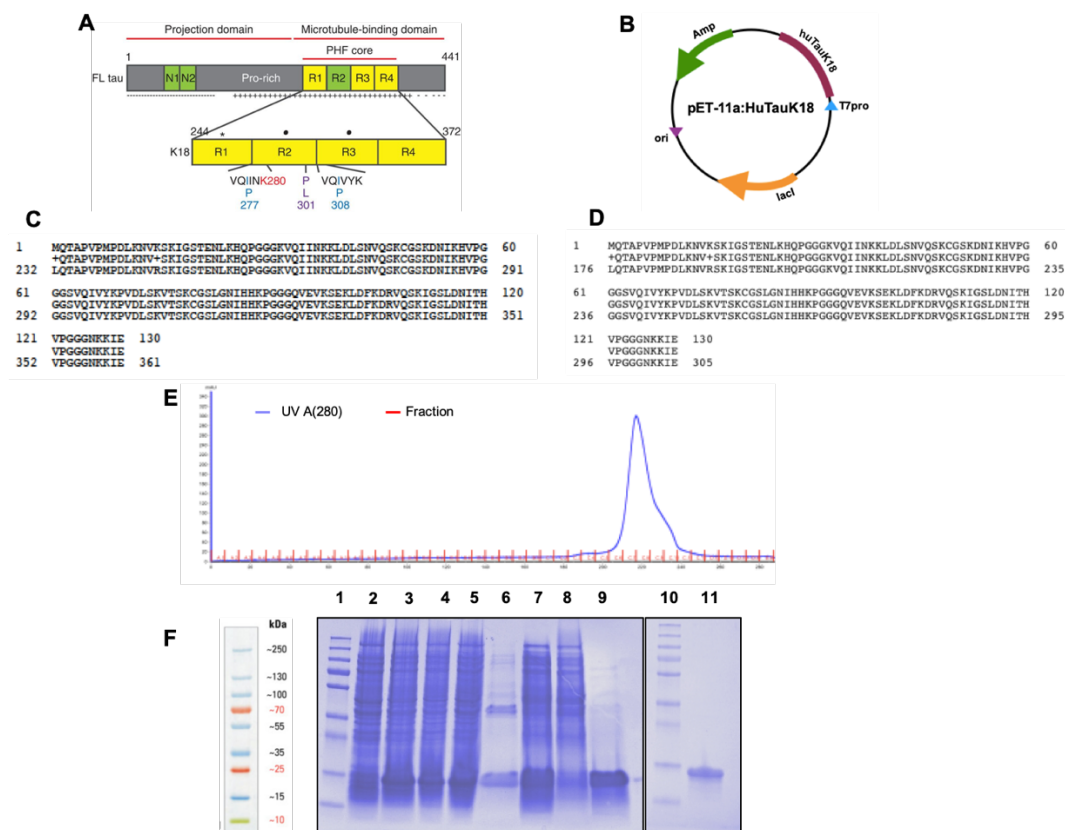 A
Projection domain
Microtubule-binding domain
PHF core
1
441
FL tau
N1
N2
Pro-rich
R1
R2
R3
R4
244
*
372
K18
R1
R2
R3
R4
VQIINK280
P
VQIVYK
P
L
P
277
301
308
B
Amp
huTauK18
pET-11a:HuTauK18
T7pro
ori
lacI
C
1 MQTAPVPMPDLKNVKSKIGSTENLKHQPGGGKVQIINKKLDLSNVQSKCGSKDNIKHVPG 60
+QTAPVPMPDLKNV+SKIGSTENLKHQPGGGKVQIINKKLDLSNVQSKCGSKDNIKHVPG
232 LQTAPVPMPDLKNVRSKIGSTENLKHQPGGGKVQIINKKLDLSNVQSKCGSKDNIKHVPG 291
61 GGSVQIVYKPVDLSKVTSKCGSLGNIHHKPGGGQVEVKSEKLDFKDRVQSKIGSLDNITH 120
GGSVQIVYKPVDLSKVTSKCGSLGNIHHKPGGGQVEVKSEKLDFKDRVQSKIGSLDNITH
292 GGSVQIVYKPVDLSKVTSKCGSLGNIHHKPGGGQVEVKSEKLDFKDRVQSKIGSLDNITH 351
121 VPGGGNKKIE 130
VPGGGNKKIE
352 VPGGGNKKIE 361
D
1 MQTAPVPMPDLKNVKSKIGSTENLKHQPGGGKVQIINKKLDLSNVQSKCGSKDNIKHVPG 60
+QTAPVPMPDLKNV+SKIGSTENLKHQPGGGKVQIINKKLDLSNVQSKCGSKDNIKHVPG
176 LQTAPVPMPDLKNVRSKIGSTENLKHQPGGGKVQIINKKLDLSNVQSKCGSKDNIKHVPG 235
61 GGSVQIVYKPVDLSKVTSKCGSLGNIHHKPGGGQVEVKSEKLDFKDRVQSKIGSLDNITH 120
GGSVQIVYKPVDLSKVTSKCGSLGNIHHKPGGGQVEVKSEKLDFKDRVQSKIGSLDNITH
236 GGSVQIVYKPVDLSKVTSKCGSLGNIHHKPGGGQVEVKSEKLDFKDRVQSKIGSLDNITH 295
121 VPGGGNKKIE 130
VPGGGNKKIE
296 VPGGGNKKIE 305
E
UV A(280)
Fraction
1 2 3 4 5 6 7 8 9 10 11
F
kDa
~250
~130
~100
~70
~55
~35
~25
~15
~10